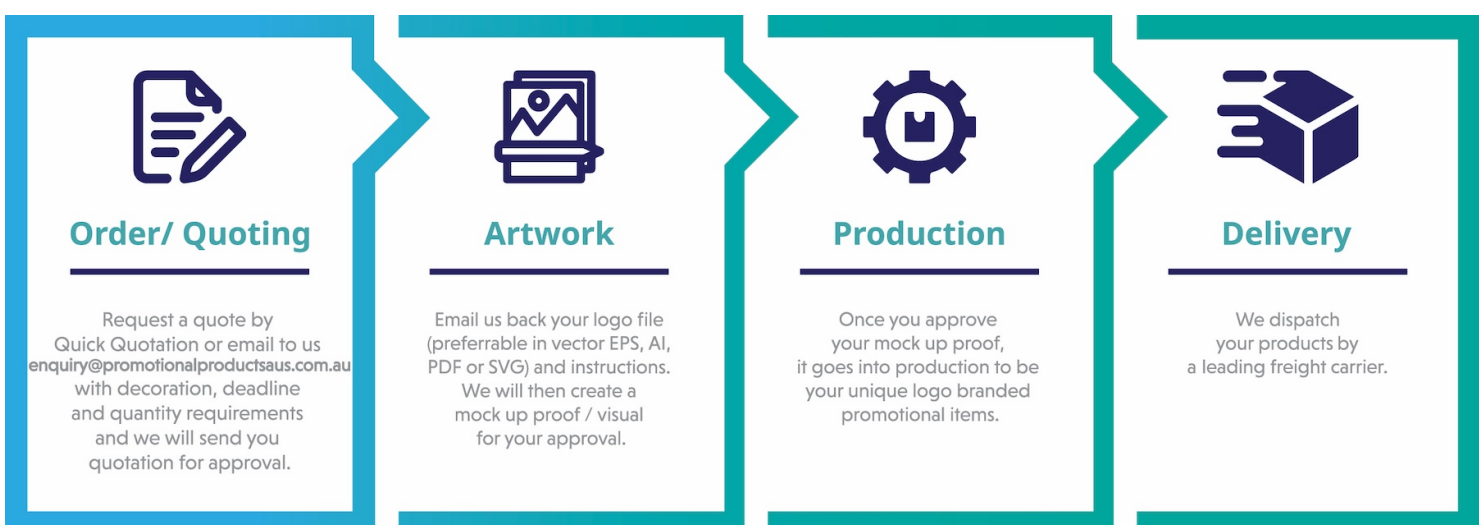 Order/ Quoting
Request a quote by
Quick Quotation or email to us
enquiry@promotionalproductsaus.com.au
with decoration, deadline
and quantity requirements
and we will send you
quotation for approval.
Artwork
Email us back your logo file
(preferrable in vector EPS, AI,
PDF or SVG) and instructions.
We will then create a
mock up proof / visual
for your approval.
Production
Once you approve
your mock up proof,
it goes into production to be
your unique logo branded
promotional items.
Delivery
We dispatch
your products by
a leading freight carrier.